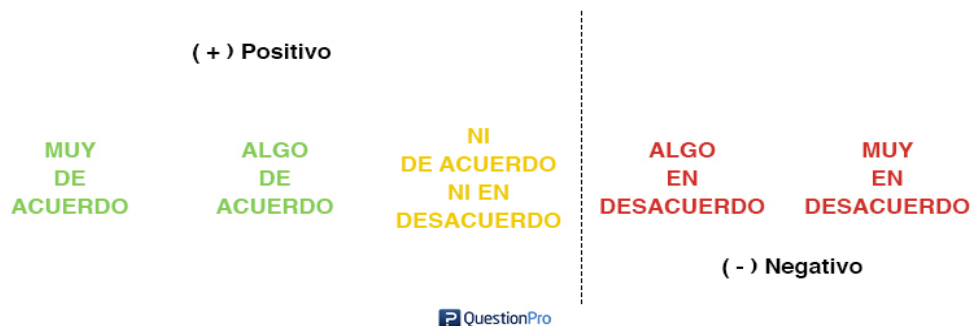 ( + ) Positivo
MUY
DE
ACUERDO
ALGO
DE
ACUERDO
NI
DE ACUERDO
NI EN
DESACUERDO
ALGO
EN
DESACUERDO
MUY
EN
DESACUERDO
( - ) Negativo
QuestionPro